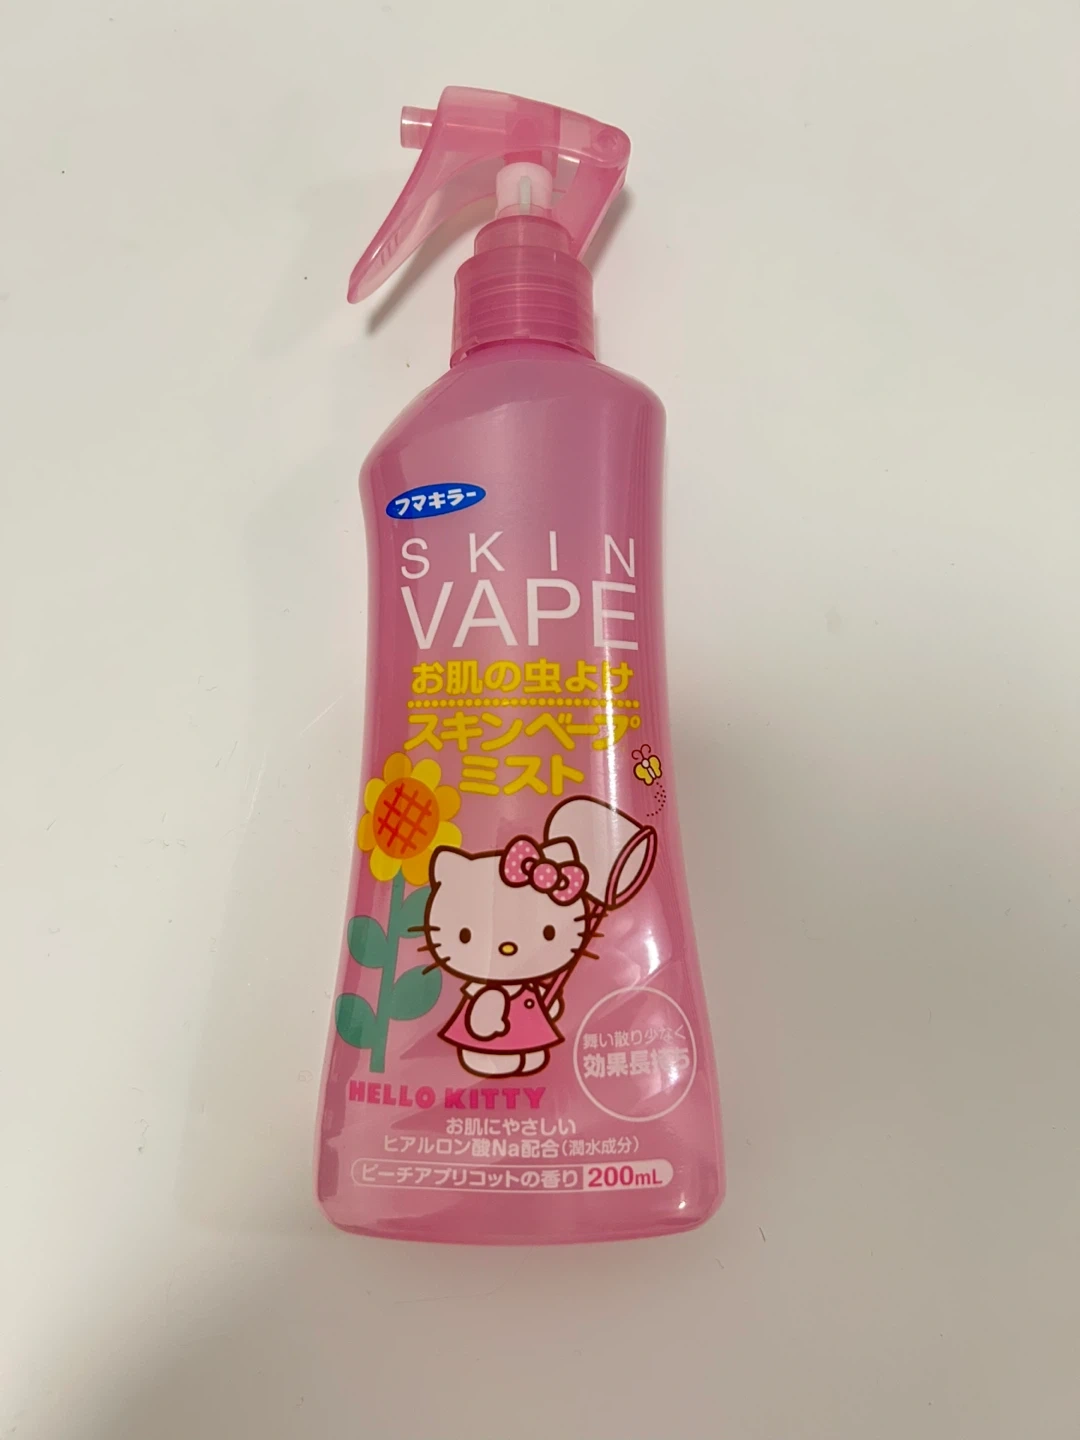 フマキラー
SKIN
VAPE
お肌の虫よけ
スキンベープ
ミスト
舞い散り少なく
効果長持ち
HELLO KITTY
お肌にやさしい
ヒアルロン酸Na配合(潤水成分)
ピーチアプリコットの香り 200mL